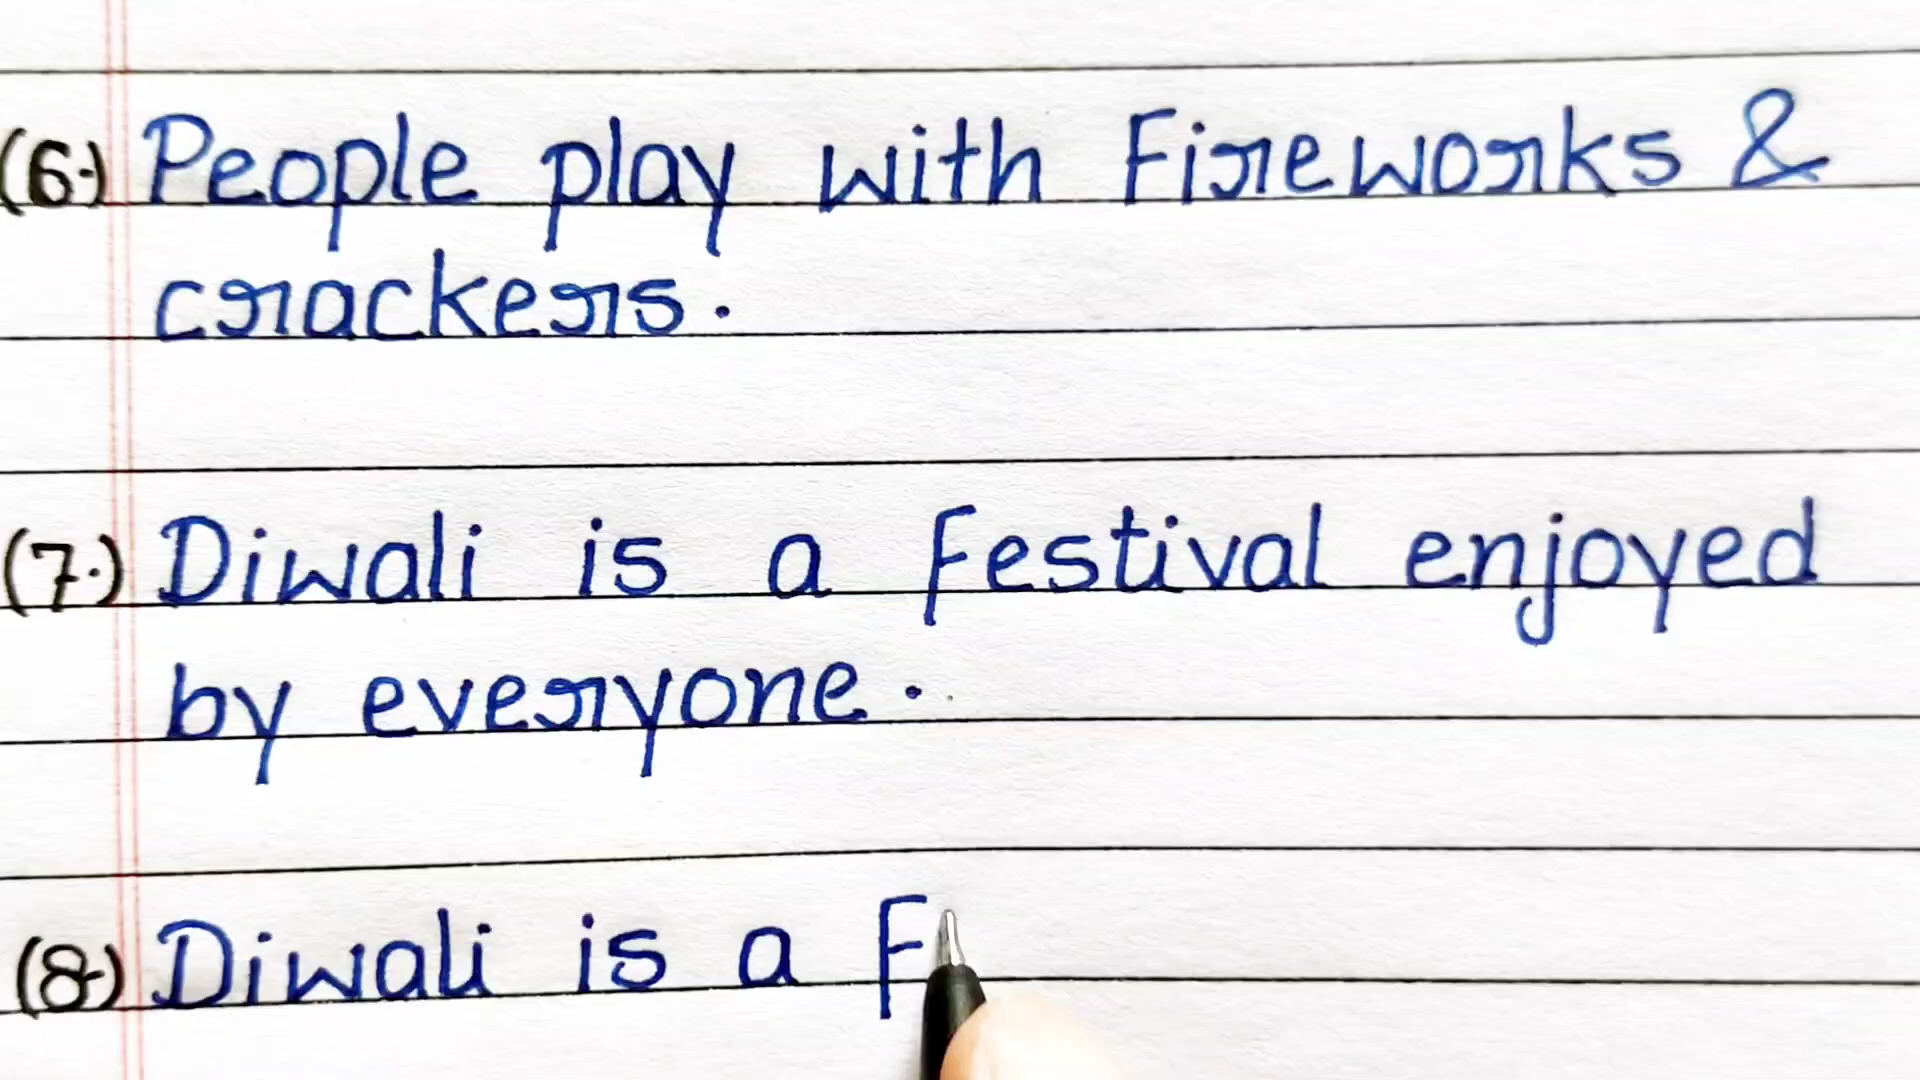 (6.) People play with Fireworks &
crackers.
(7.) Diwali is a Festival enjoyed
by everyone.
(8.) Diwali is a F